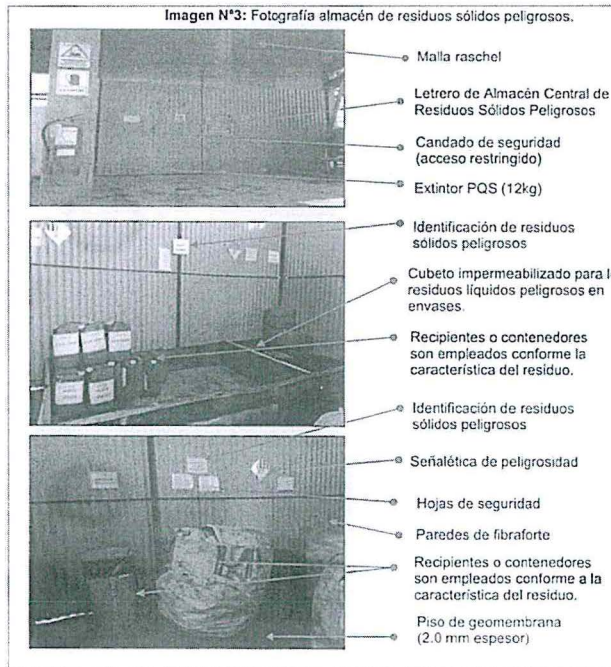 Imagen N°3: Fotografía almacén de residuos sólidos peligrosos.
Malla raschel
Letrero de Almacén Central de
Residuos Sólidos Peligrosos
Candado de seguridad
(acceso restringido)
Extintor PQS (12kg)
Identificación de residuos
sólidos peligrosos
Cubeto impermeabilizado para l
residuos líquidos peligrosos en
envases.
Recipientes o contenedores
son empleados conforme la
característica del residuo.
Identificación de residuos
sólidos peligrosos
Señalética de peligrosidad
Hojas de seguridad
Paredes de fibraforte
Recipientes o contenedores
son empleados conforme a la
característica del residuo.
Piso de geomembrana
(2.0 mm espesor)